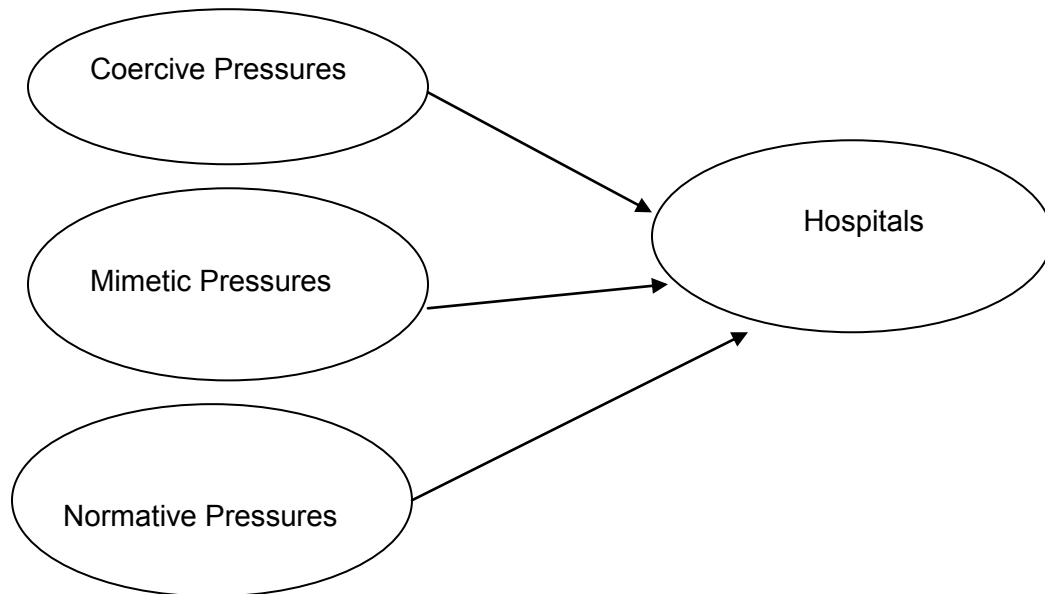 Coercive Pressures
Hospitals
Mimetic Pressures
Normative Pressures